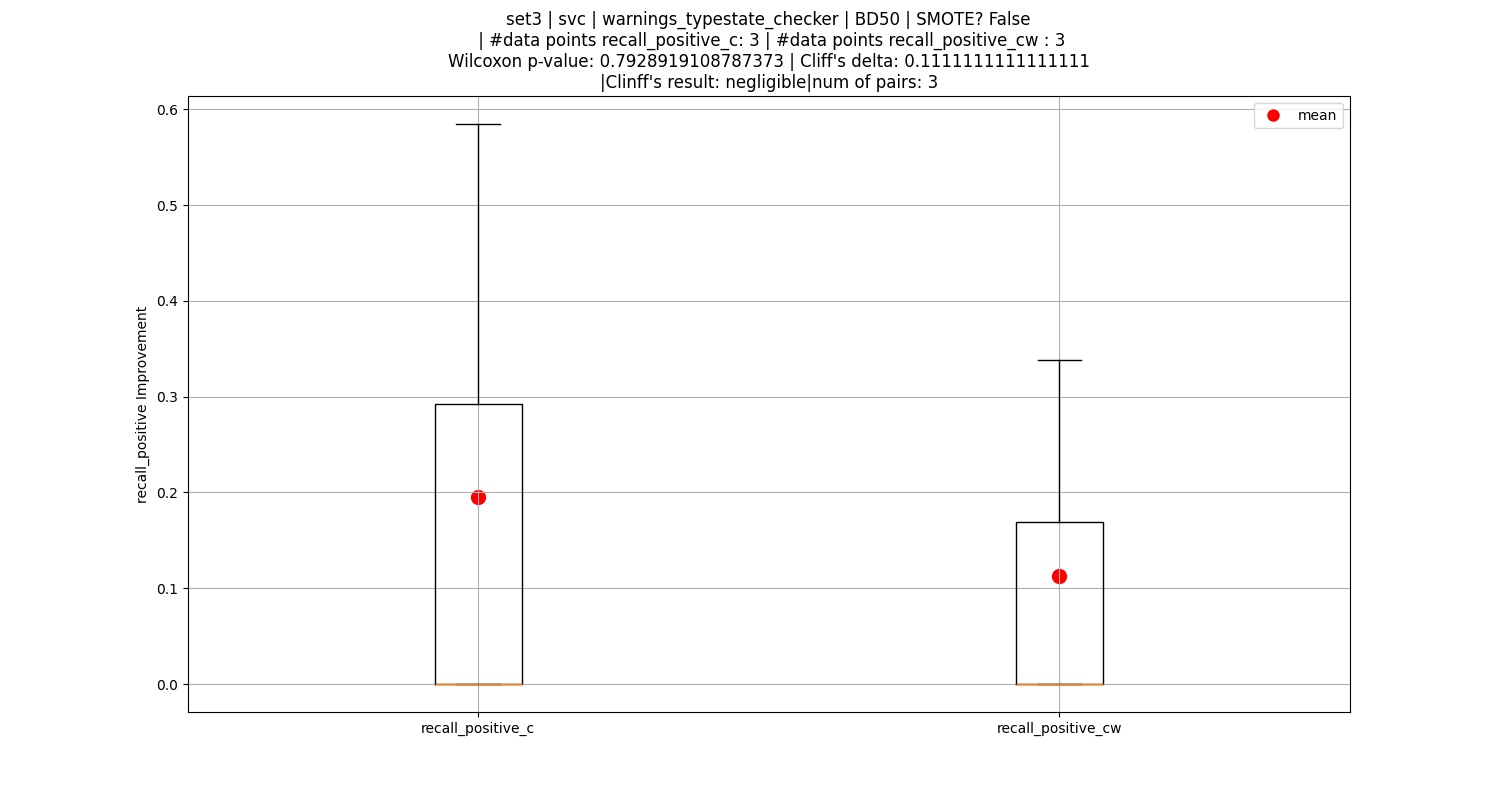 set3 | svc | warnings_typestate_checker | BD50 | SMOTE? False
| #data points recall_positive_c: 3 | #data points recall_positive_cw : 3
Wilcoxon p-value: 0.7928919108787373 | Cliff's delta: 0.1111111111111111
|Clinff's result: negligible|num of pairs: 3
mean
0.6
0.5
0.4
0.3
0.2
0.1
0.0
recall_positive Improvement
recall_positive_c
recall_positive_cw